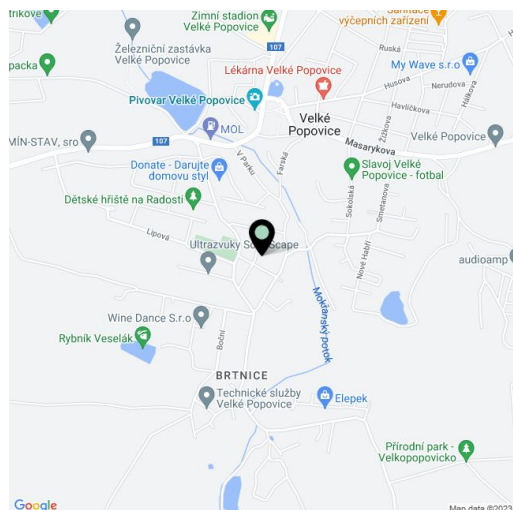 Zimní stadion
Velké Popovice
Sanitace
výčepních zařízení
Železniční zastávka
Velké Popovice
107
Ruská
My Wave s.r.o
packa
Lékárna Velké Popovice
Husova
Nerudova
Hálkova
Pivovar Velké Popovice
Havlíčkova
Velké
Popovice
Žižkova
MOL
Masarykova
Velké Popovice
MÍN-STAV, sro
107
V Parku
Farská
Donate - Darujte
domovu styl
Slavoj Velké
Popovice - fotbal
Dětské hřiště na Radosti
Sokolská
Smetanova
Lipová
Ultrazvuky
Scape
Nové Habří
audioamp
Mokřanský potok
Wine Dance S.r.o
Rybník Veselák
Boční
BRTNICE
Technické služby
Velké Popovice
Elepek
Přírodní park -
Velkopopovicko
Google
Map data ©2023